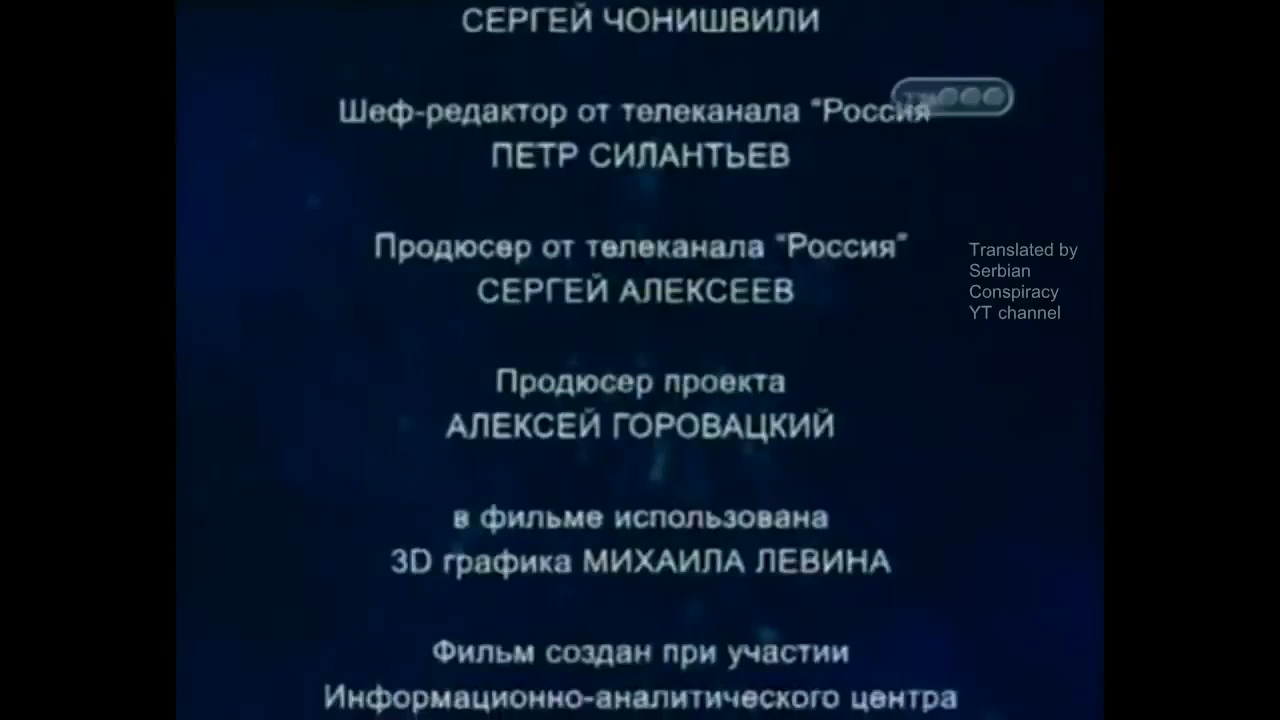 СЕРГЕЙ ЧОНИШВИЛИ
Шеф-редактор от телеканала "Россия
ПЕТР СИЛАНТЬЕВ
Продюсер от телеканала "Россия"
СЕРГЕЙ АЛЕКСЕЕВ
Translated by
Serbian
Conspiracy
YT channel
Продюсер проекта
АЛЕКСЕЙ ГОРОВАЦКИЙ
в фильме использована
3D графика МИХАИЛА ЛЕВИНА
Фильм создан при участии
Информационно-аналитического центра